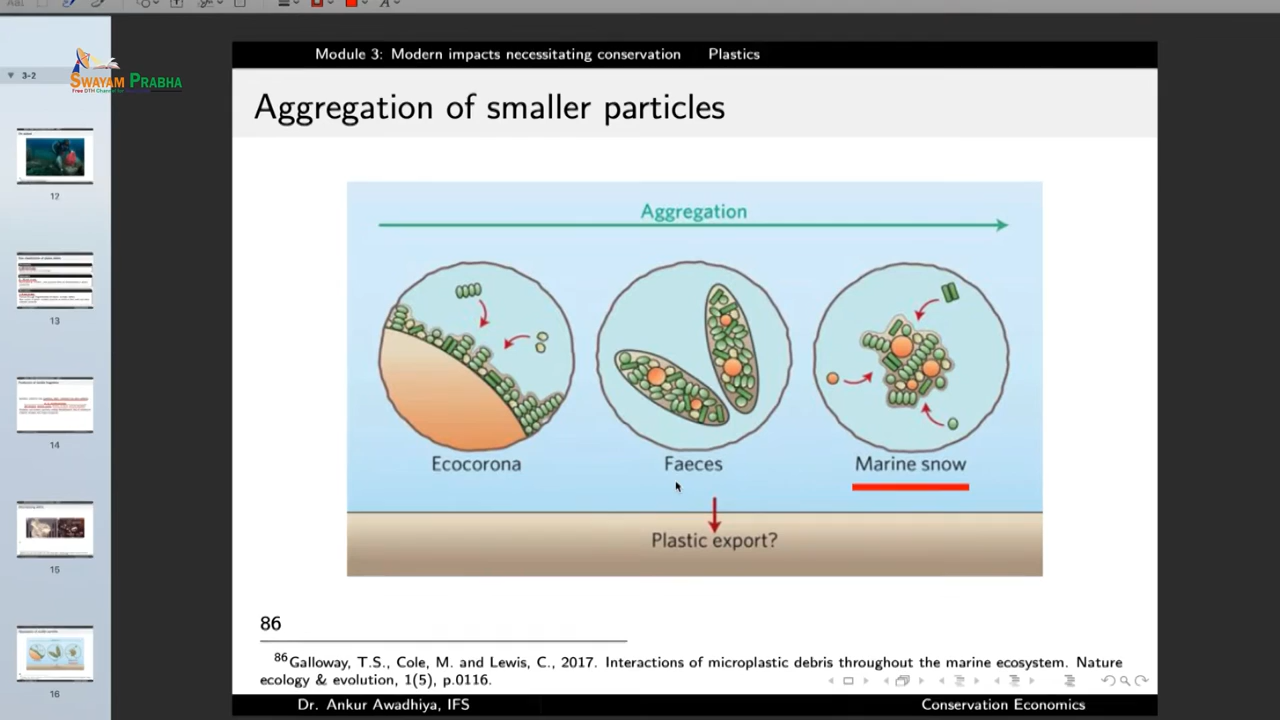 Module 3: Modern impacts necessitating conservation Plastics
3-2
SWAYAM PRABHA
Free DTH Channel for
Aggregation of smaller particles
Aggregation
12
13
14
15
16
Ecocorona
Faeces
Marine snow
Plastic export?
86
86Galloway, T.S., Cole, M. and Lewis, C., 2017. Interactions of microplastic debris throughout the marine ecosystem. Nature
ecology & evolution, 1(5), p.0116.
Dr. Ankur Awadhiya, IFS
Conservation Economics